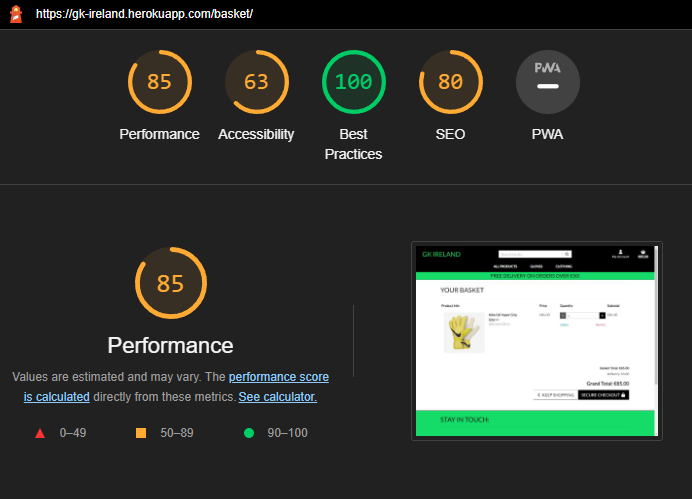 https://gk-ireland.herokuapp.com/basket/
85 63 100 80 PWA
Performance Accessibility Best Practices SEO PWA
85
Performance
Values are estimated and may vary. The performance score
is calculated directly from these metrics. See calculator.
0–49 50–89 90–100
GK IRELAND
My Account
ALL PRODUCTS GLOVES CLOTHING
FREE DELIVERY ON ORDERS OVER
YOUR BASKET
Product Info Price Quantity Subtotal
Grand Total: €85.00
KEEP SHOPPING SECURE CHECKOUT
STAY IN TOUCH: